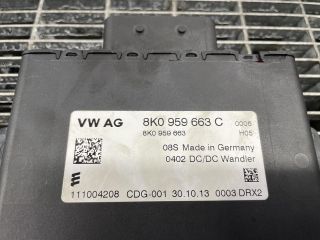 VW AG 8K0 959 663 C 0006
8K0 959 663 H05
08S Made in Germany
0402 DC/DC Wandler
111004208 CDG-001 30.10.13 0003 DRX2